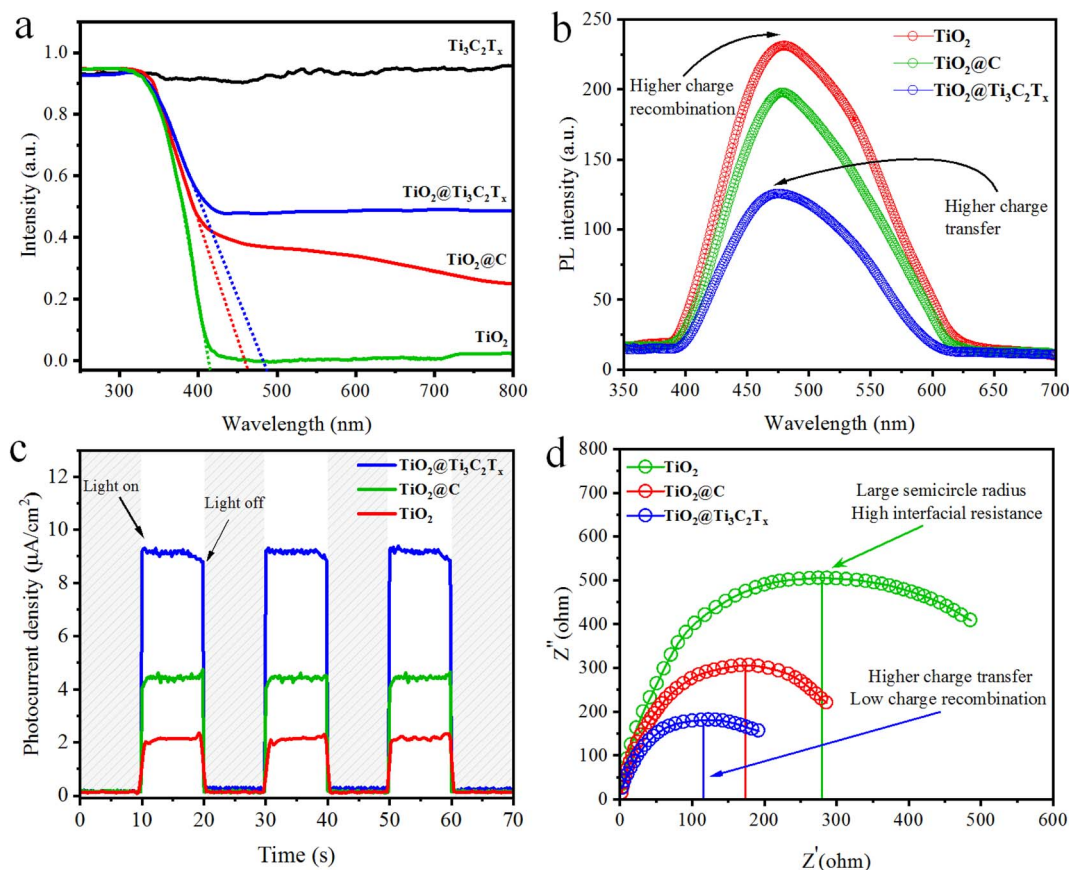 a
Intensity (a.u.)
1.0
0.8
0.6
0.4
0.2
0.0
Ti₃C₂Tₓ
TiO₂@Ti₃C₂Tₓ
TiO₂@C
TiO₂
300 400 500 600 700 800
Wavelength (nm)
b
PL intensity (a.u.)
250
200
150
100
50
0
TiO₂
TiO₂@C
TiO₂@Ti₃C₂Tₓ
Higher charge
recombination
Higher charge
transfer
350 400 450 500 550 600 650 700
Wavelength (nm)
c
Photocurrent density (µA/cm²)
12
10
8
6
4
2
0
TiO₂@Ti₃C₂Tₓ
TiO₂@C
TiO₂
Light on
Light off
0 10 20 30 40 50 60 70
Time (s)
d
Z"(ohm)
800
700
600
500
400
300
200
100
0
TiO₂
TiO₂@C
TiO₂@Ti₃C₂Tₓ
Large semicircle radius
High interfacial resistance
Higher charge transfer
Low charge recombination
0 100 200 300 400 500 600
Z'(ohm)